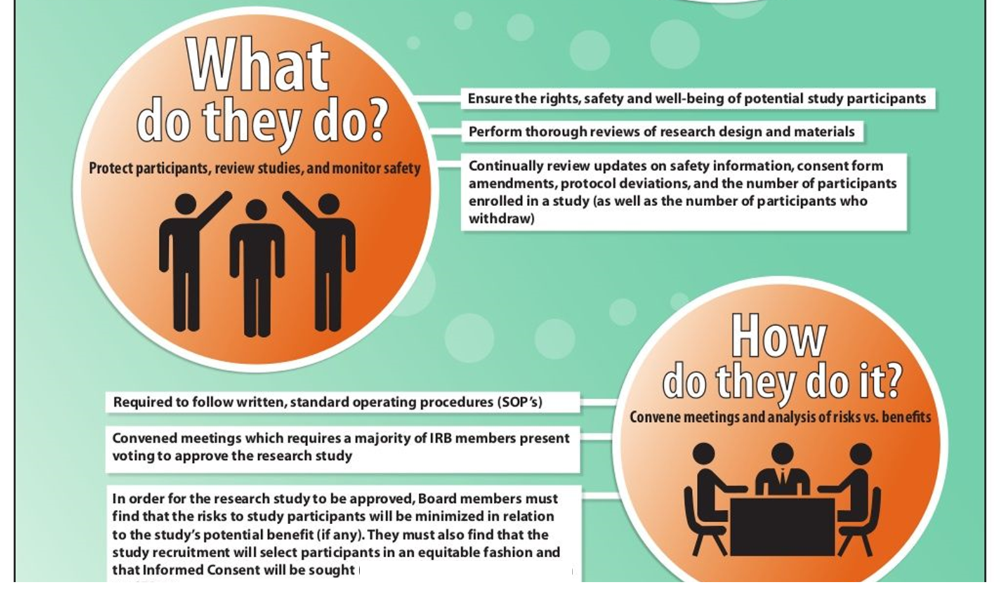 What
do they do?
Protect participants, review studies, and monitor safety
Ensure the rights, safety and well-being of potential study participants
Perform thorough reviews of research design and materials
Continually review updates on safety information, consent form
amendments, protocol deviations, and the number of participants
enrolled in a study (as well as the number of participants who
withdraw)
How
do they do it?
Convene meetings and analysis of risks vs. benefits
Required to follow written, standard operating procedures (SOP's)
Convened meetings which requires a majority of IRB members present
voting to approve the research study
In order for the research study to be approved, Board members must
find that the risks to study participants will be minimized in relation
to the study's potential benefit (if any). They must also find that the
study recruitment will select participants in an equitable fashion and
that Informed Consent will be sought